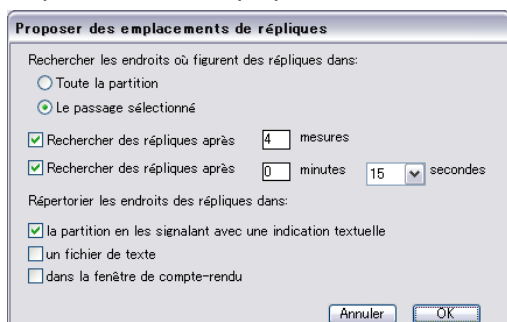 Proposer des emplacements de répliques
Rechercher les endroits où figurent des répliques dans:
Toute la partition
Le passage sélectionné
Rechercher des répliques après 4 mesures
Rechercher des répliques après 0 minutes 15 secondes
Répertorier les endroits des répliques dans:
la partition en les signalant avec une indication textuelle
un fichier de texte
dans la fenêtre de compte-rendu
Annuler OK